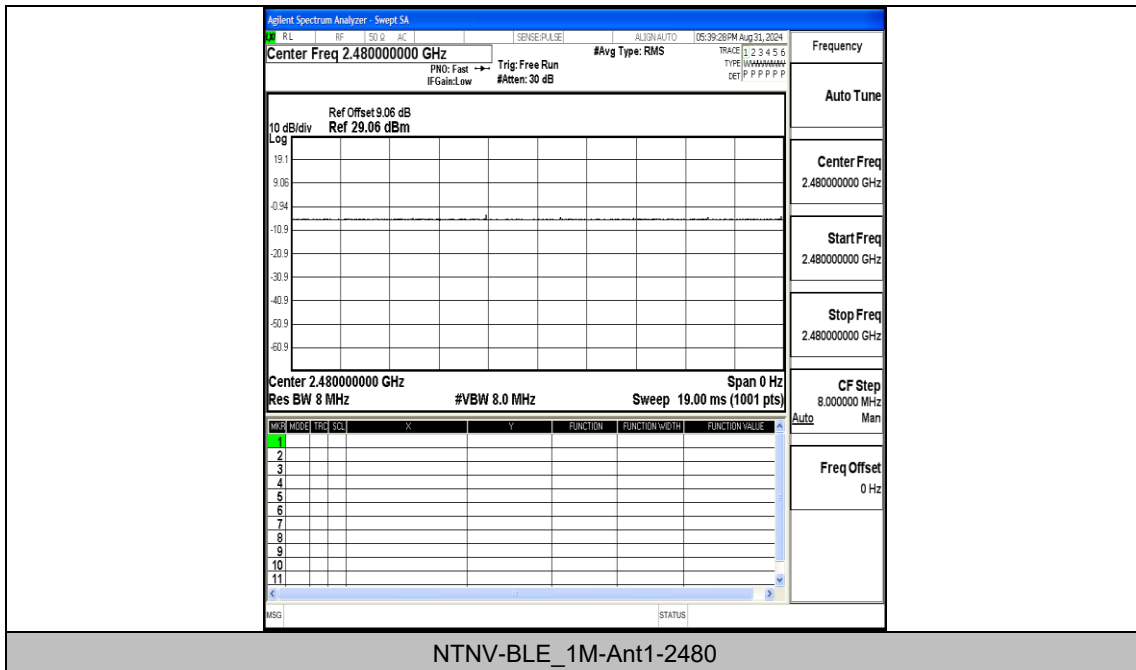 Agilent Spectrum Analyzer - Swept SA
RL RF 50 Ω AC SENSE:PULSE ALIGN AUTO 05:39:28 PM Aug 31, 2024
Center Freq 2.480000000 GHz
#Avg Type: RMS
TRACE 1 2 3 4 5 6
TYPE
DET P P P P P P
PNO: Fast
IFGain:Low
Trig: Free Run
#Atten: 30 dB
Ref Offset 9.06 dB
10 dB/div Ref 29.06 dBm
Log
19.1
9.06
-0.94
-10.9
-20.9
-30.9
-40.9
-50.9
-60.9
Center 2.480000000 GHz Span 0 Hz
Res BW 8 MHz #VBW 8.0 MHz Sweep 19.00 ms (1001 pts)
MKR MODE TRC SCL X Y FUNCTION FUNCTION WIDTH FUNCTION VALUE
1
2
3
4
5
6
7
8
9
10
11
MSG STATUS
Frequency
Auto Tune
Center Freq
2.480000000 GHz
Start Freq
2.480000000 GHz
Stop Freq
2.480000000 GHz
CF Step
8.000000 MHz
Auto Man
Freq Offset
0 Hz
NTNV-BLE_1M-Ant1-2480